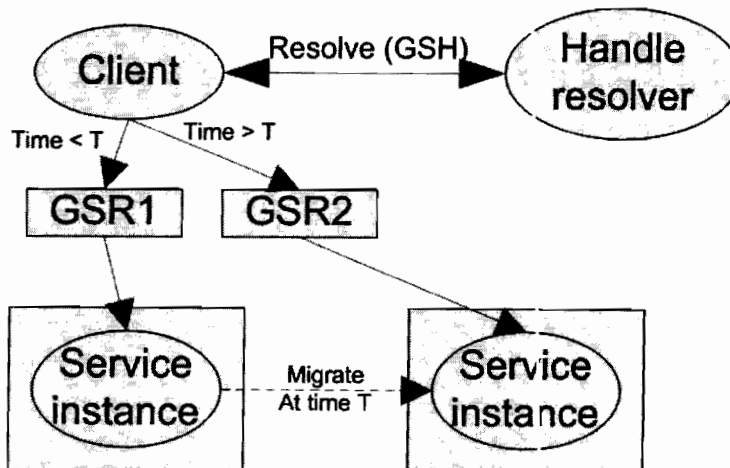 Client
Resolve (GSH)
Handle
resolver
Time < T
Time > T
GSR1
GSR2
Service
instance
Migrate
At time T
Service
instance